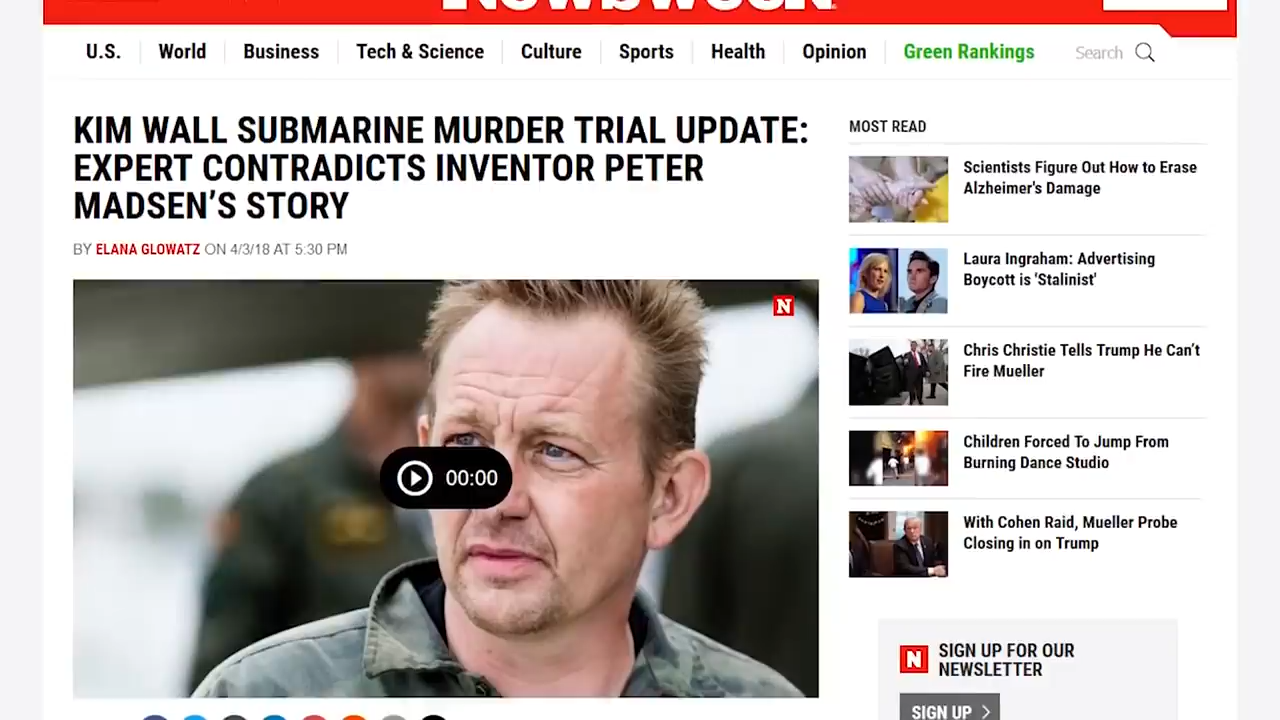 Newsweek
U.S.
World
Business
Tech & Science
Culture
Sports
Health
Opinion
Green Rankings
Search
KIM WALL SUBMARINE MURDER TRIAL UPDATE:
EXPERT CONTRADICTS INVENTOR PETER
MADSEN’S STORY
BY ELANA GLOWATZ ON 4/3/18 AT 5:30 PM
N
00:00
MOST READ
Scientists Figure Out How to Erase
Alzheimer's Damage
Laura Ingraham: Advertising
Boycott is 'Stalinist'
Chris Christie Tells Trump He Can’t
Fire Mueller
Children Forced To Jump From
Burning Dance Studio
With Cohen Raid, Mueller Probe
Closing in on Trump
N
SIGN UP FOR OUR
NEWSLETTER
SIGN UP